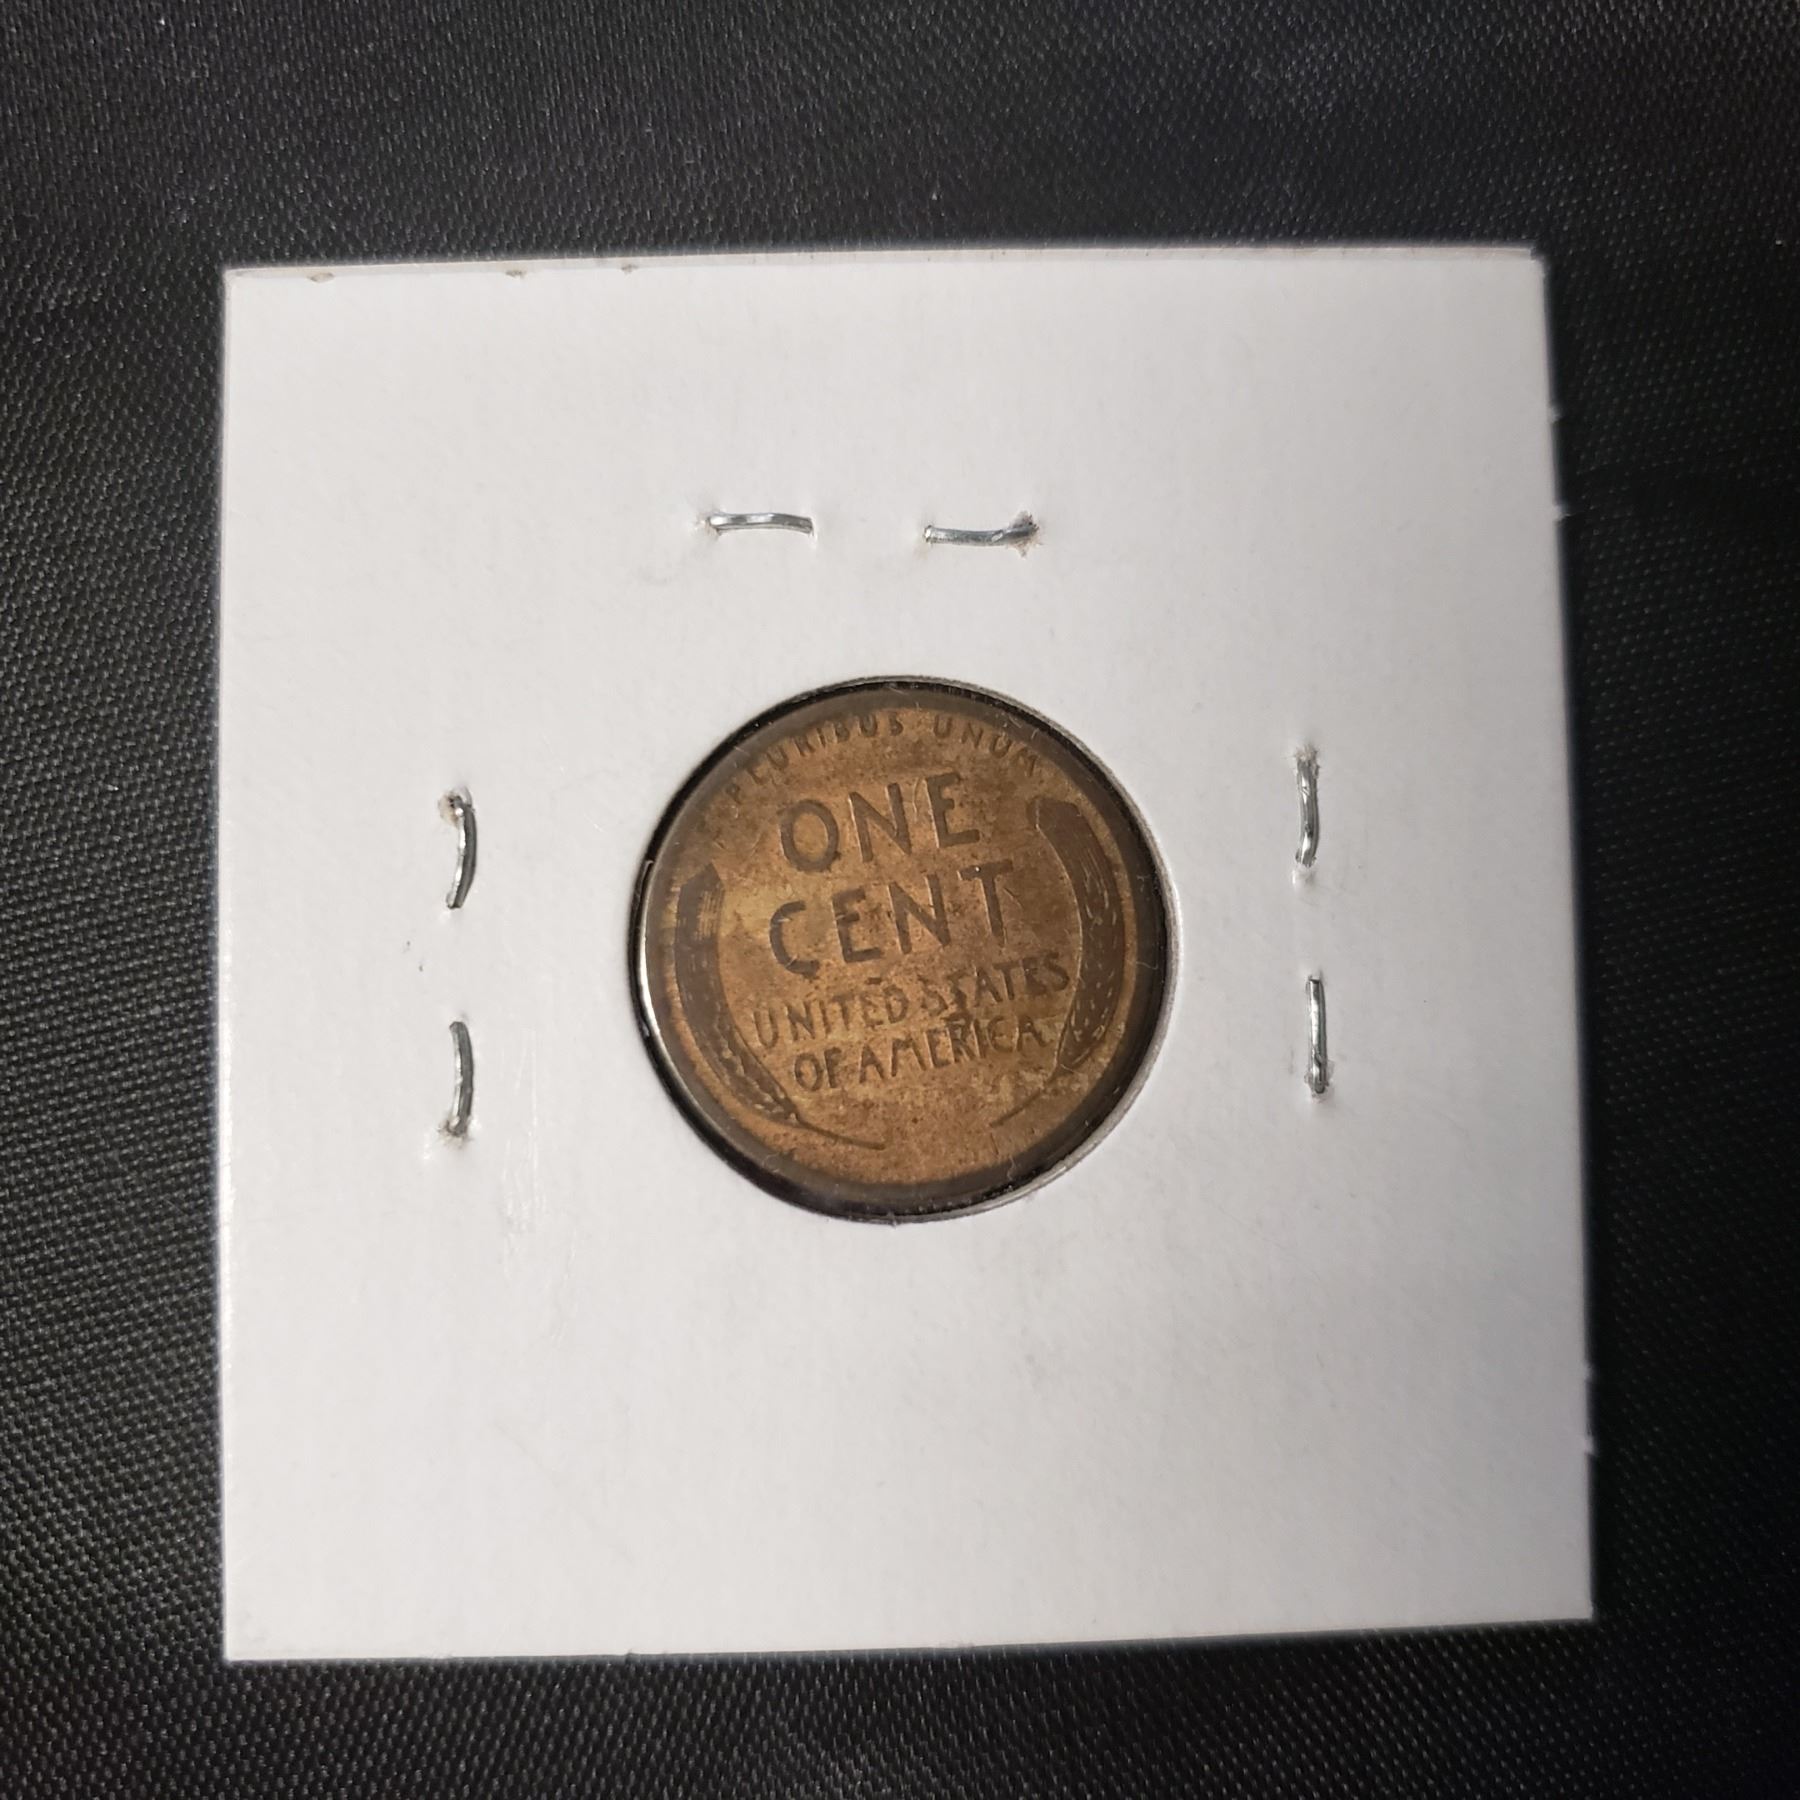 PLURIBUS UNUM
ONE
CENT
UNITED STATES
OF AMERICA